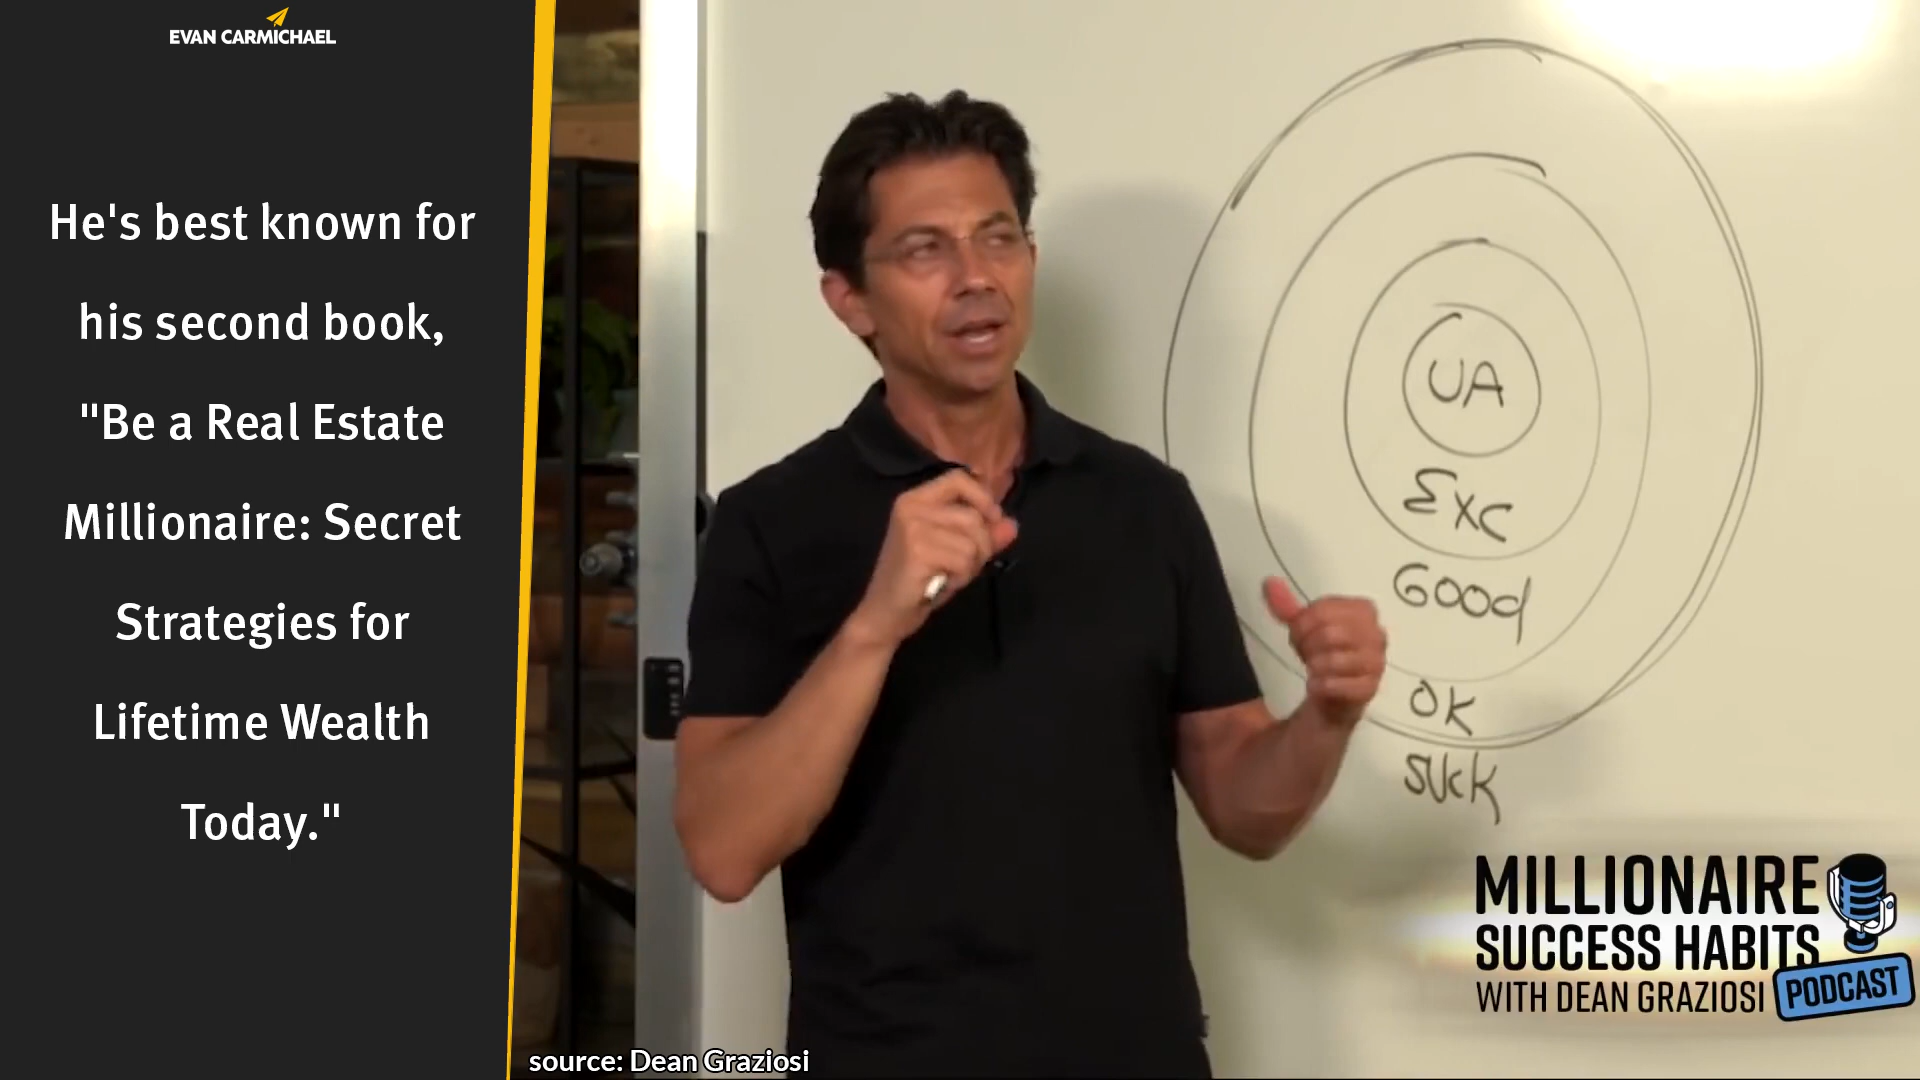 EVAN CARMICHAEL
He's best known for
his second book,
"Be a Real Estate
Millionaire: Secret
Strategies for
Lifetime Wealth
Today."
UA
EXC
GOOd
OK
SUcK
MILLIONAIRE
SUCCESS HABITS
WITH DEAN GRAZIOSI
PODCAST
source: Dean Graziosi